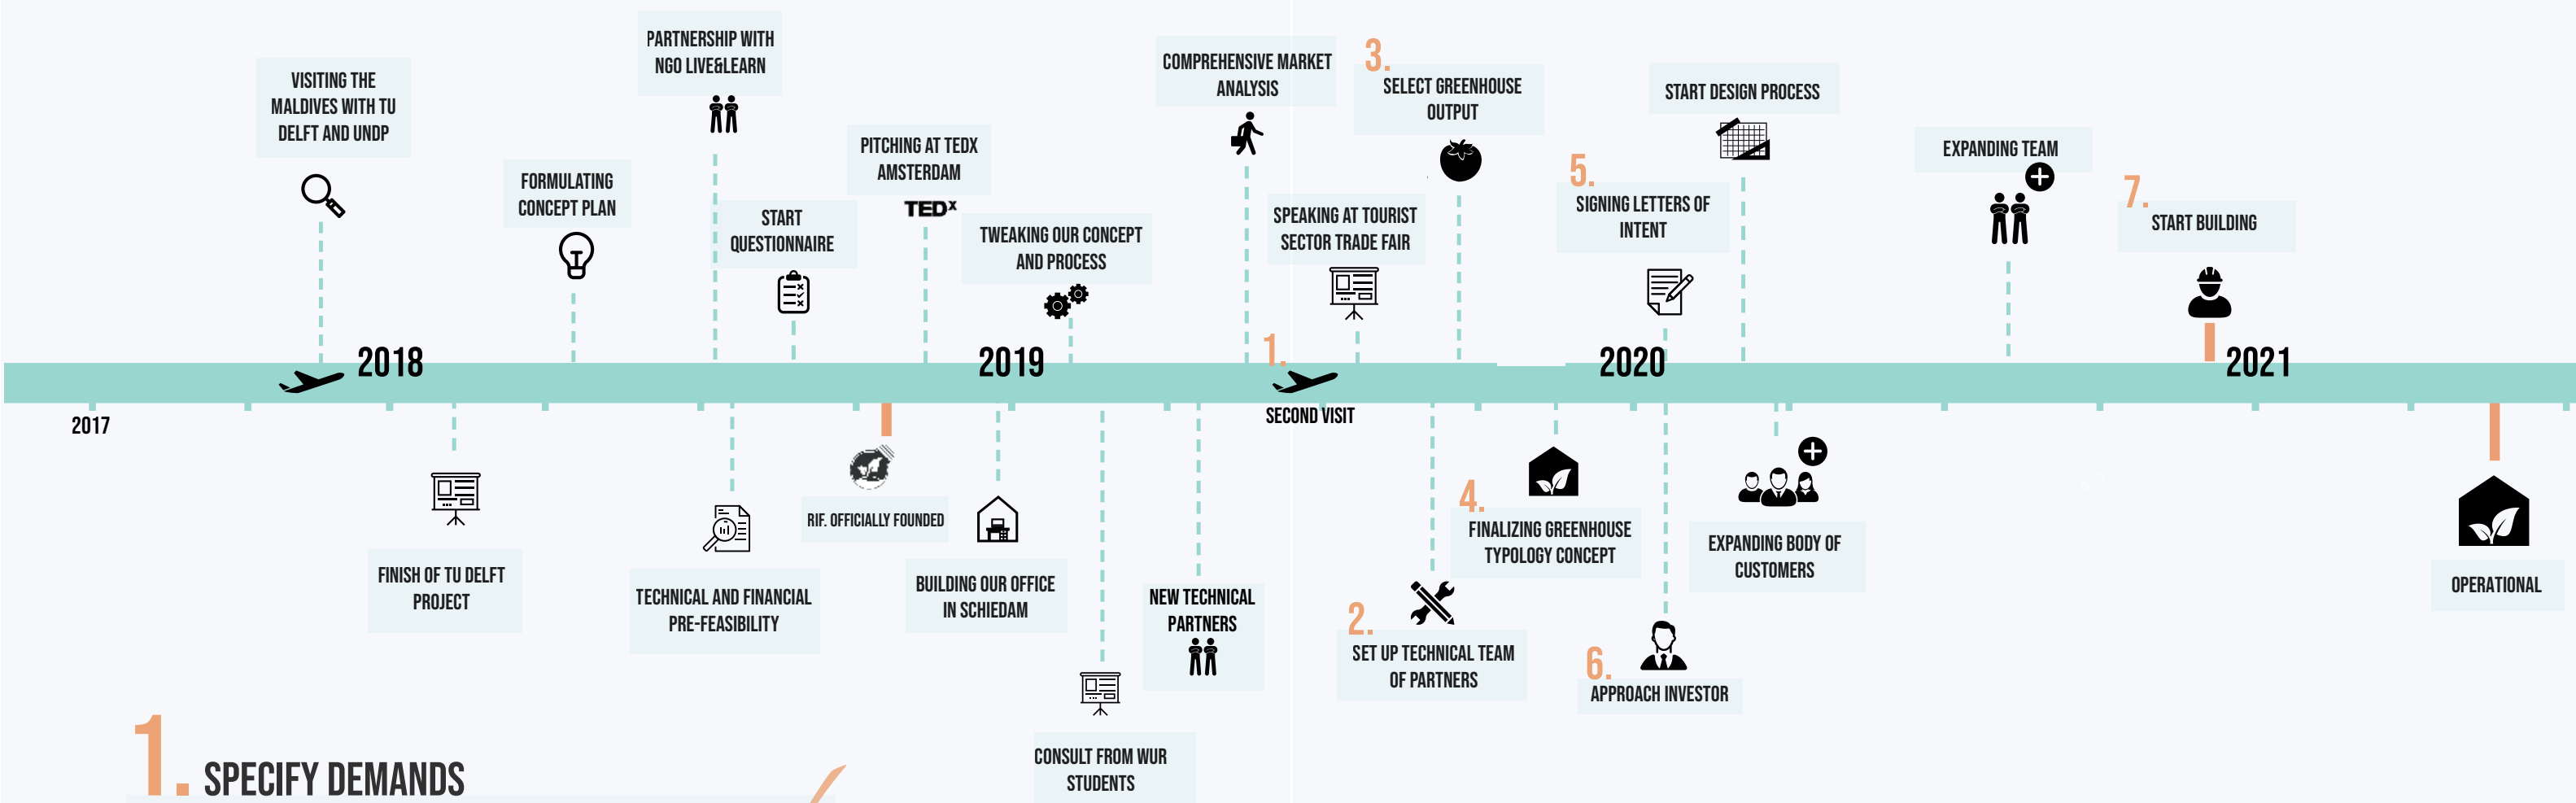 VISITING THE
MALDIVES WITH TU
DELFT AND UNDP
FORMULATING
CONCEPT PLAN
PARTNERSHIP WITH
NGO LIVE&LEARN
START
QUESTIONNAIRE
PITCHING AT TEDX
AMSTERDAM
TEDX
TWEAKING OUR CONCEPT
AND PROCESS
COMPREHENSIVE MARKET
ANALYSIS
SPEAKING AT TOURIST
SECTOR TRADE FAIR
3.
SELECT GREENHOUSE
OUTPUT
5.
SIGNING LETTERS OF
INTENT
START DESIGN PROCESS
EXPANDING TEAM
7.
START BUILDING
2018
2019
1.
2020
2021
2017
SECOND VISIT
FINISH OF TU DELFT
PROJECT
TECHNICAL AND FINANCIAL
PRE-FEASIBILITY
RIF. OFFICIALLY FOUNDED
BUILDING OUR OFFICE
IN SCHIEDAM
CONSULT FROM WUR
STUDENTS
NEW TECHNICAL
PARTNERS
2.
SET UP TECHNICAL TEAM
OF PARTNERS
4.
FINALIZING GREENHOUSE
TYPOLOGY CONCEPT
6.
APPROACH INVESTOR
EXPANDING BODY OF
CUSTOMERS
OPERATIONAL
1. SPECIFY DEMANDS